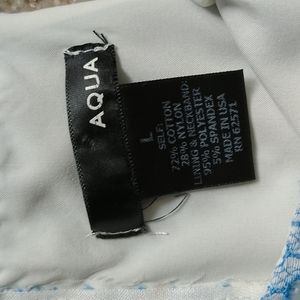 AQUA
L
SELF:
72% COTTON
28% NYLON
LINING & NECKBAND:
95% POLYESTER
5% SPANDEX
MADE IN USA
RN 62571